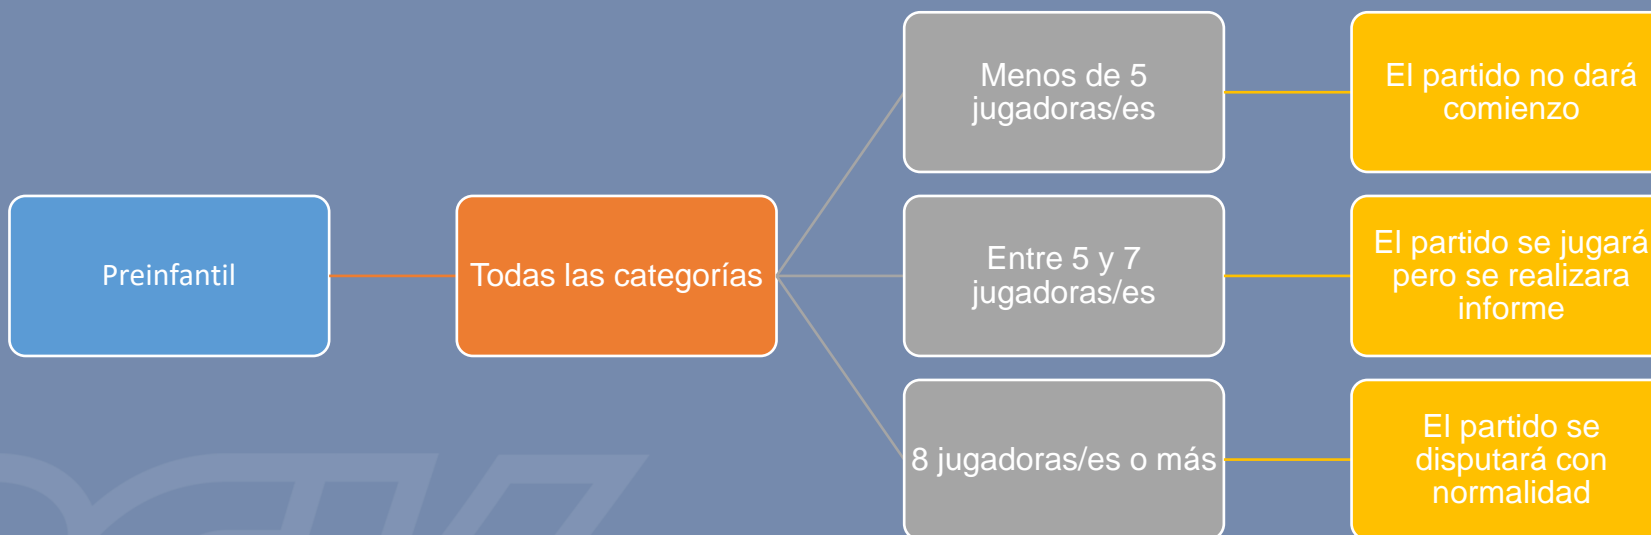 Preinfantil
Todas las categorías
Menos de 5
jugadoras/es
El partido no dará
comienzo
Entre 5 y 7
jugadoras/es
El partido se jugará
pero se realizara
informe
8 jugadoras/es o más
El partido se
disputará con
normalidad